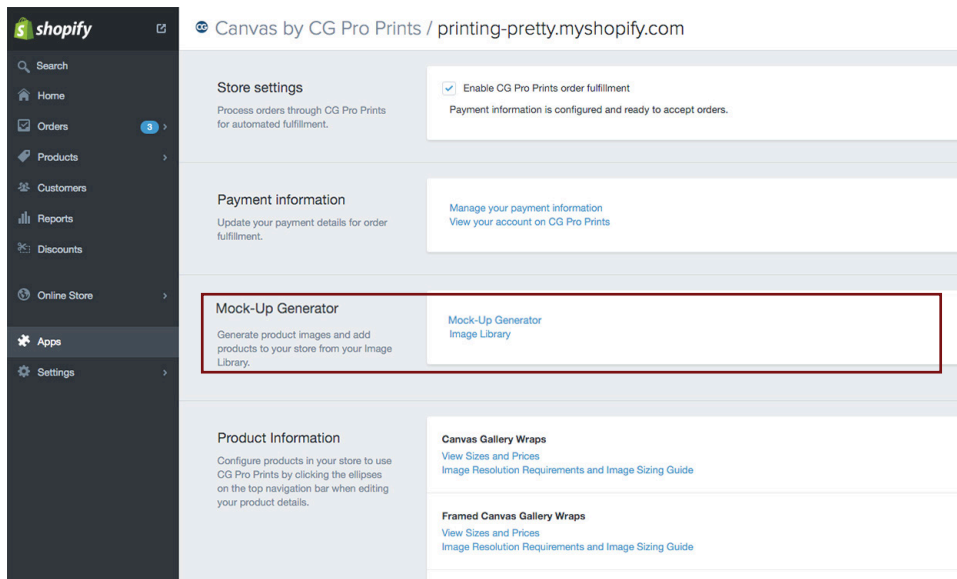 shopify
Canvas by CG Pro Prints / printing-pretty.myshopify.com
Search
Home
Orders 3
Products
Customers
Reports
Discounts
Online Store
Apps
Settings
Store settings
Process orders through CG Pro Prints
for automated fulfillment.
Enable CG Pro Prints order fulfillment
Payment information is configured and ready to accept orders.
Payment information
Update your payment details for order
fulfillment.
Manage your payment information
View your account on CG Pro Prints
Mock-Up Generator
Generate product images and add
products to your store from your Image
Library.
Mock-Up Generator
Image Library
Product Information
Configure products in your store to use
CG Pro Prints by clicking the ellipses
on the top navigation bar when editing
your product details.
Canvas Gallery Wraps
View Sizes and Prices
Image Resolution Requirements and Image Sizing Guide
Framed Canvas Gallery Wraps
View Sizes and Prices
Image Resolution Requirements and Image Sizing Guide